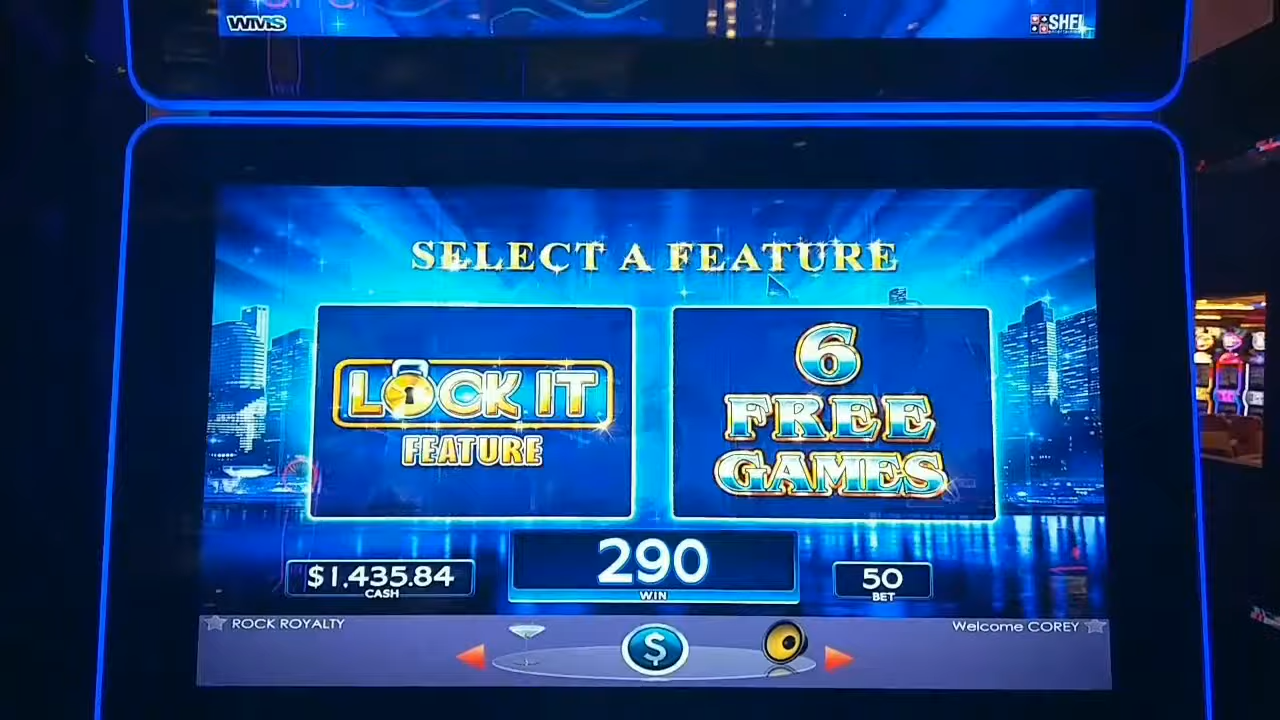 WMS
SELECT A FEATURE
LOCK IT
FEATURE
6
FREE
GAMES
$1,435.84
CASH
290
WIN
50
BET
ROCK ROYALTY
Welcome COREY
$